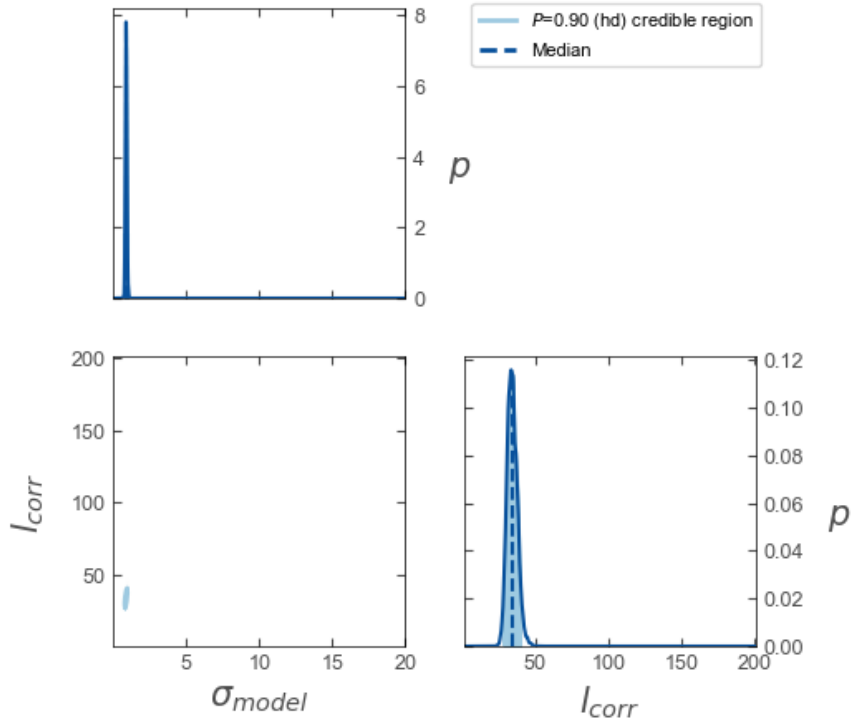 8
P=0.90 (hd) credible region
Median
6
4
p
2
0
200
0.12
150
0.10
0.08
l_corr
100
p
0.06
0.04
50
0.02
0.00
5 10 15 20
50 100 150 200
σ_model
l_corr